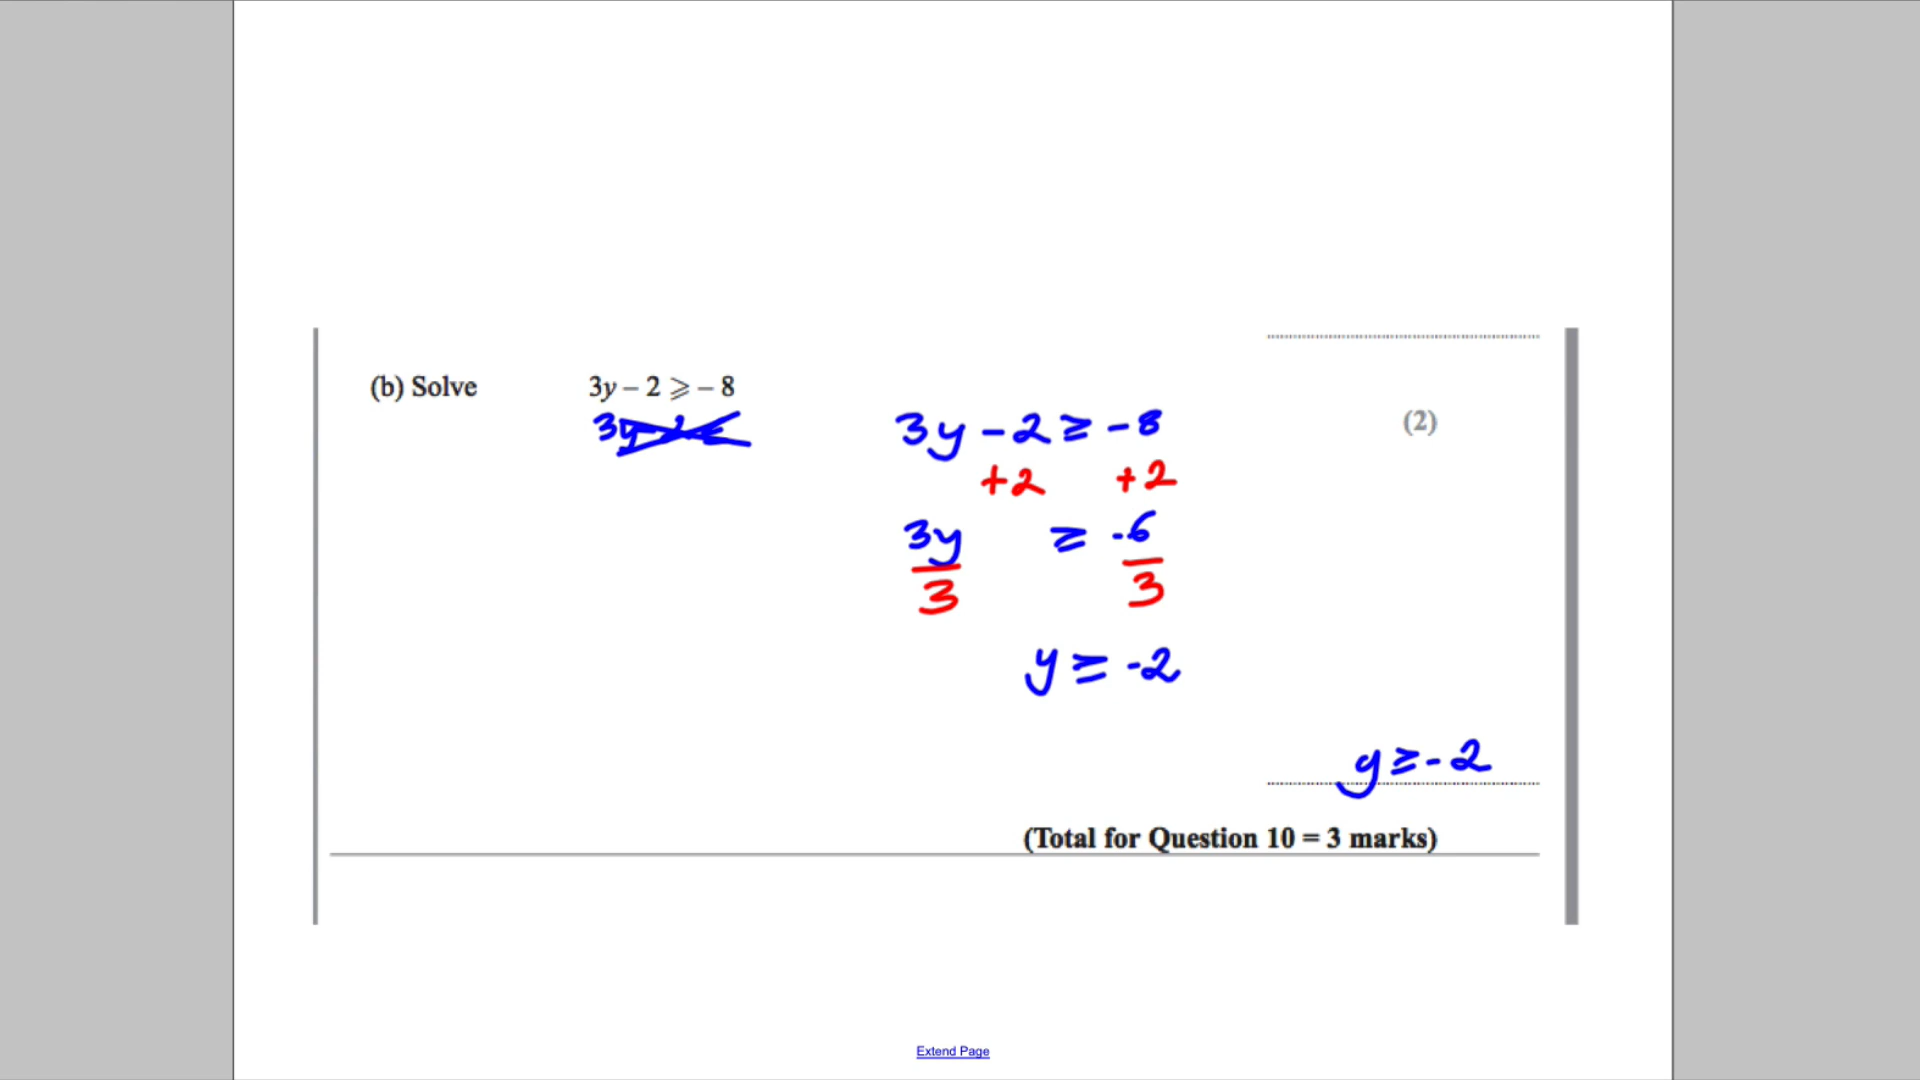 (b) Solve 3y – 2 ⩾ – 8
3y - 2 ≥ -8
(2)
+2 +2
3y ≥ -6
3 3
y ≥ -2
y ≥ -2
(Total for Question 10 = 3 marks)
Extend Page